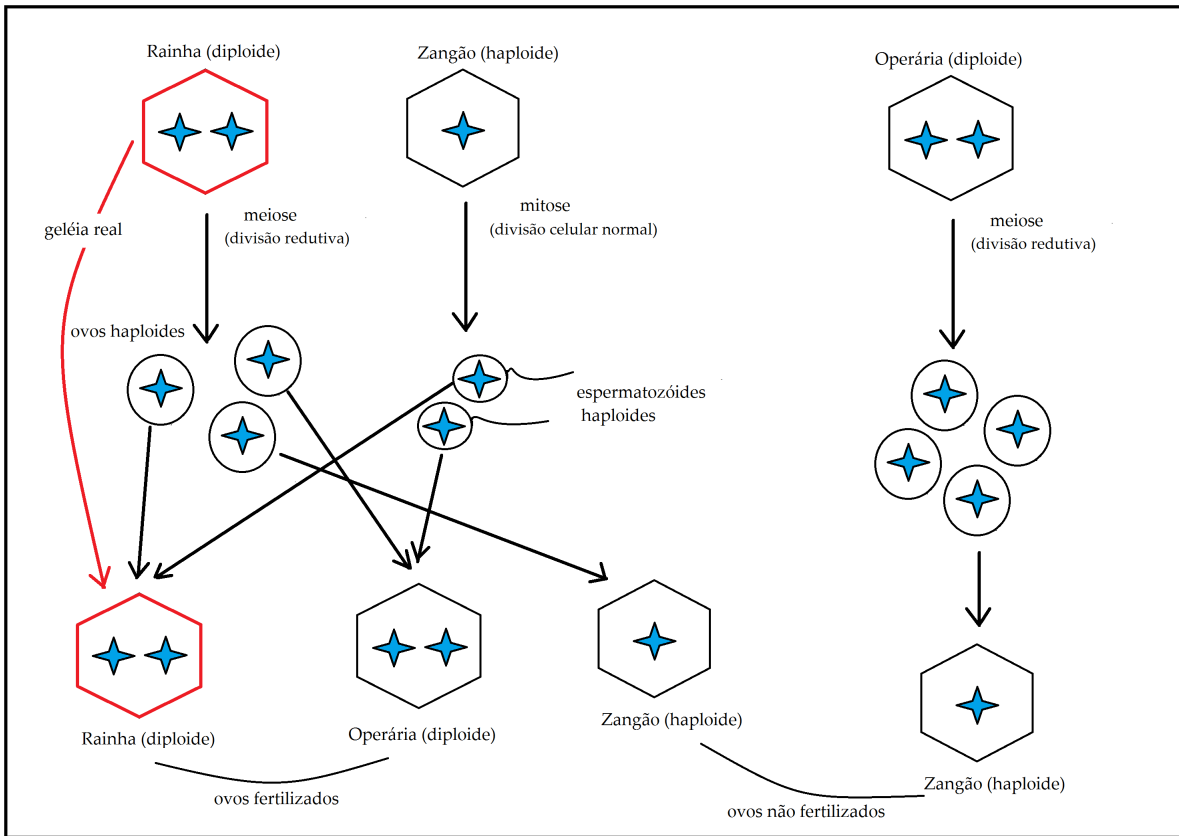 Rainha (diploide)
Zangão (haploide)
Operária (diploide)
geléia real
meiose
(divisão redutiva)
mitose
(divisão celular normal)
meiose
(divisão redutiva)
ovos haploides
espermatozóides
haploides
Rainha (diploide)
Operária (diploide)
Zangão (haploide)
Zangão (haploide)
ovos fertilizados
ovos não fertilizados